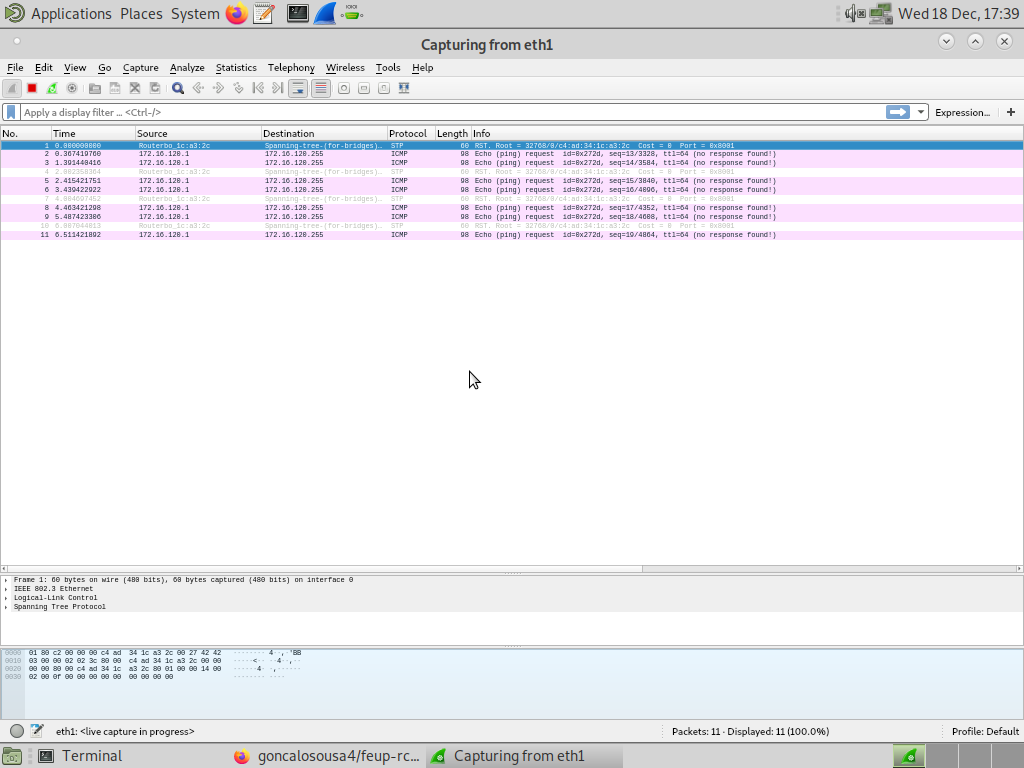 Applications Places System Wed 18 Dec, 17:39
Capturing from eth1
File Edit View Go Capture Analyze Statistics Telephony Wireless Tools Help
Apply a display filter ... <Ctrl-/> Expression... +
No. Time Source Destination Protocol Length Info
1 0.000000000 Routerbo_1c:a3:2c Spanning-tree-(for-bridges)… STP 60 RST. Root = 32768/0/c4:ad:34:1c:a3:2c Cost = 0 Port = 0x8001
2 0.367419760 172.16.120.1 172.16.120.255 ICMP 98 Echo (ping) request id=0x272d, seq=13/3328, ttl=64 (no response found!)
3 1.391440416 172.16.120.1 172.16.120.255 ICMP 98 Echo (ping) request id=0x272d, seq=14/3584, ttl=64 (no response found!)
4 2.002358364 Routerbo_1c:a3:2c Spanning-tree-(for-bridges)… STP 60 RST. Root = 32768/0/c4:ad:34:1c:a3:2c Cost = 0 Port = 0x8001
5 2.415421751 172.16.120.1 172.16.120.255 ICMP 98 Echo (ping) request id=0x272d, seq=15/3840, ttl=64 (no response found!)
6 3.439422922 172.16.120.1 172.16.120.255 ICMP 98 Echo (ping) request id=0x272d, seq=16/4096, ttl=64 (no response found!)
7 4.004697452 Routerbo_1c:a3:2c Spanning-tree-(for-bridges)… STP 60 RST. Root = 32768/0/c4:ad:34:1c:a3:2c Cost = 0 Port = 0x8001
8 4.463421298 172.16.120.1 172.16.120.255 ICMP 98 Echo (ping) request id=0x272d, seq=17/4352, ttl=64 (no response found!)
9 5.487423306 172.16.120.1 172.16.120.255 ICMP 98 Echo (ping) request id=0x272d, seq=18/4608, ttl=64 (no response found!)
10 6.007044013 Routerbo_1c:a3:2c Spanning-tree-(for-bridges)… STP 60 RST. Root = 32768/0/c4:ad:34:1c:a3:2c Cost = 0 Port = 0x8001
11 6.511421892 172.16.120.1 172.16.120.255 ICMP 98 Echo (ping) request id=0x272d, seq=19/4864, ttl=64 (no response found!)
Frame 1: 60 bytes on wire (480 bits), 60 bytes captured (480 bits) on interface 0
IEEE 802.3 Ethernet
Logical-Link Control
Spanning Tree Protocol
0000 01 80 c2 00 00 00 c4 ad 34 1c a3 2c 00 27 42 42 ········ 4··,·'BB
0010 03 00 00 02 02 3c 80 00 c4 ad 34 1c a3 2c 00 00 ·····<·· ··4··,··
0020 00 00 80 00 c4 ad 34 1c a3 2c 80 01 00 00 14 00 ······4· ·,······
0030 02 00 0f 00 00 00 00 00 00 00 00 00 ········ ····
eth1: <live capture in progress> Packets: 11 · Displayed: 11 (100.0%) Profile: Default
Terminal goncalosousa4/feup-rc... Capturing from eth1